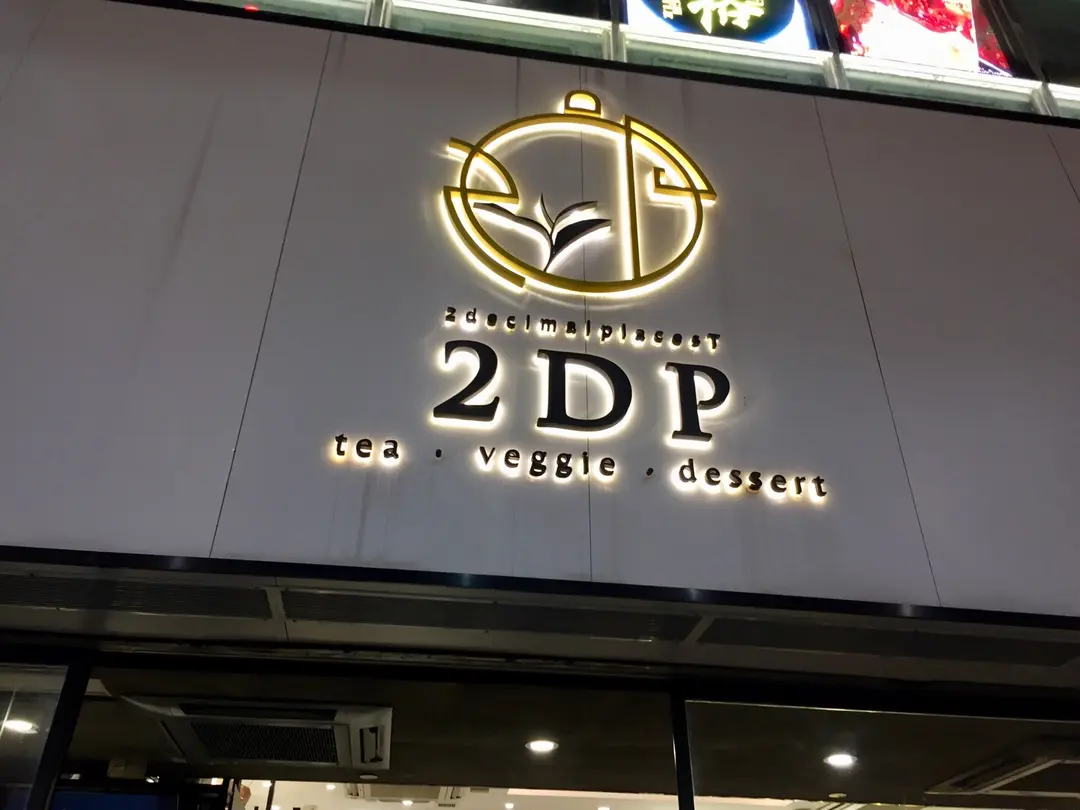 2decimalplacesT
2DP
tea · veggie · dessert